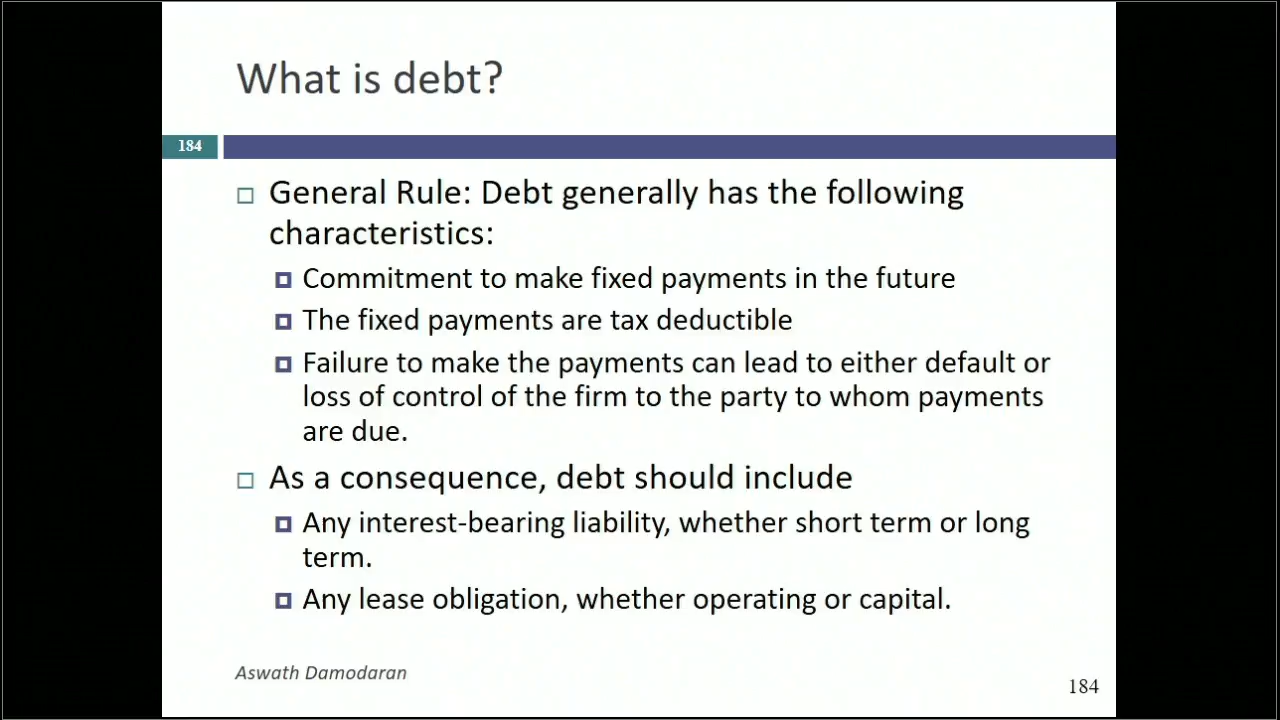 What is debt?
184
General Rule: Debt generally has the following
characteristics:
Commitment to make fixed payments in the future
The fixed payments are tax deductible
Failure to make the payments can lead to either default or
loss of control of the firm to the party to whom payments
are due.
As a consequence, debt should include
Any interest-bearing liability, whether short term or long
term.
Any lease obligation, whether operating or capital.
Aswath Damodaran
184